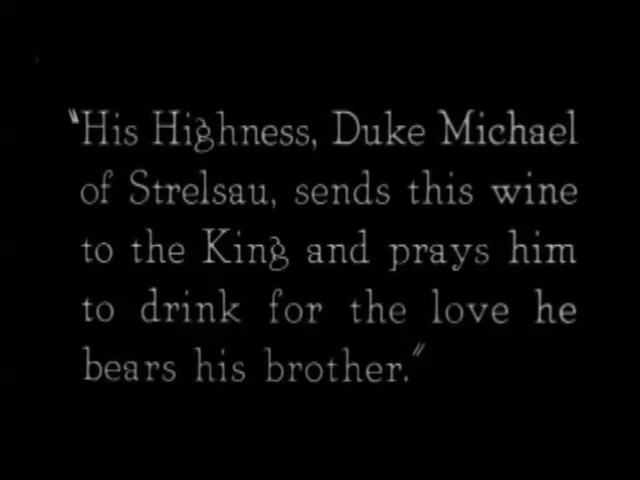 "His Highness, Duke Michael
of Strelsau, sends this wine
to the King and prays him
to drink for the love he
bears his brother."